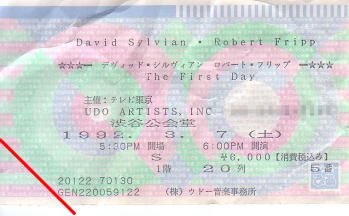 David Sylvian・Robert Fripp
☆★☆★━ デヴィッド・シルヴィアン ロバート・フリップ ━☆★☆★
The First Day
主催：テレビ東京
UDO ARTISTS, INC
渋谷公会堂
1992. 3. 7 (土)
5:30PM 開場 6:00PM 開演
S ¥6,000【消費税込み】
1階 20列 5番
20122 70130
GEN220059122 (株)ウドー音楽事務所